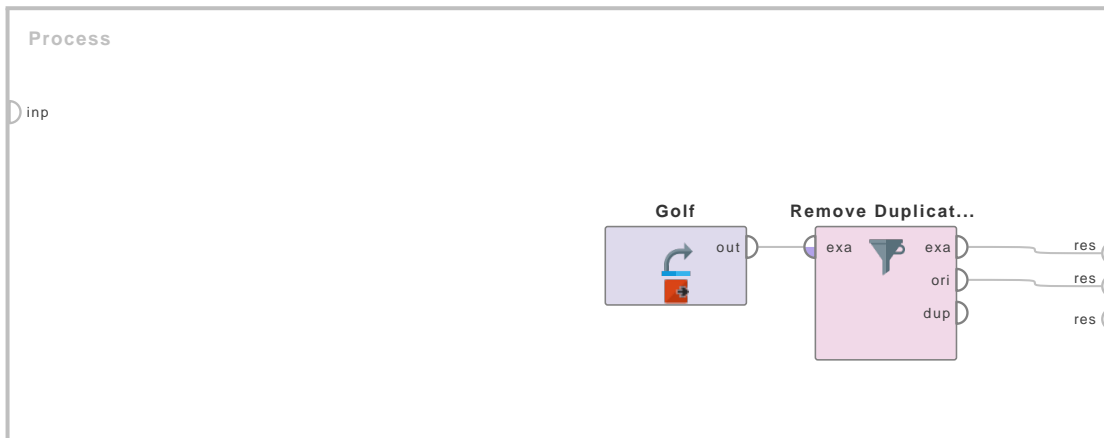 Process
inp
Golf
Remove Duplicat...
out
exa
exa
res
ori
res
dup
res